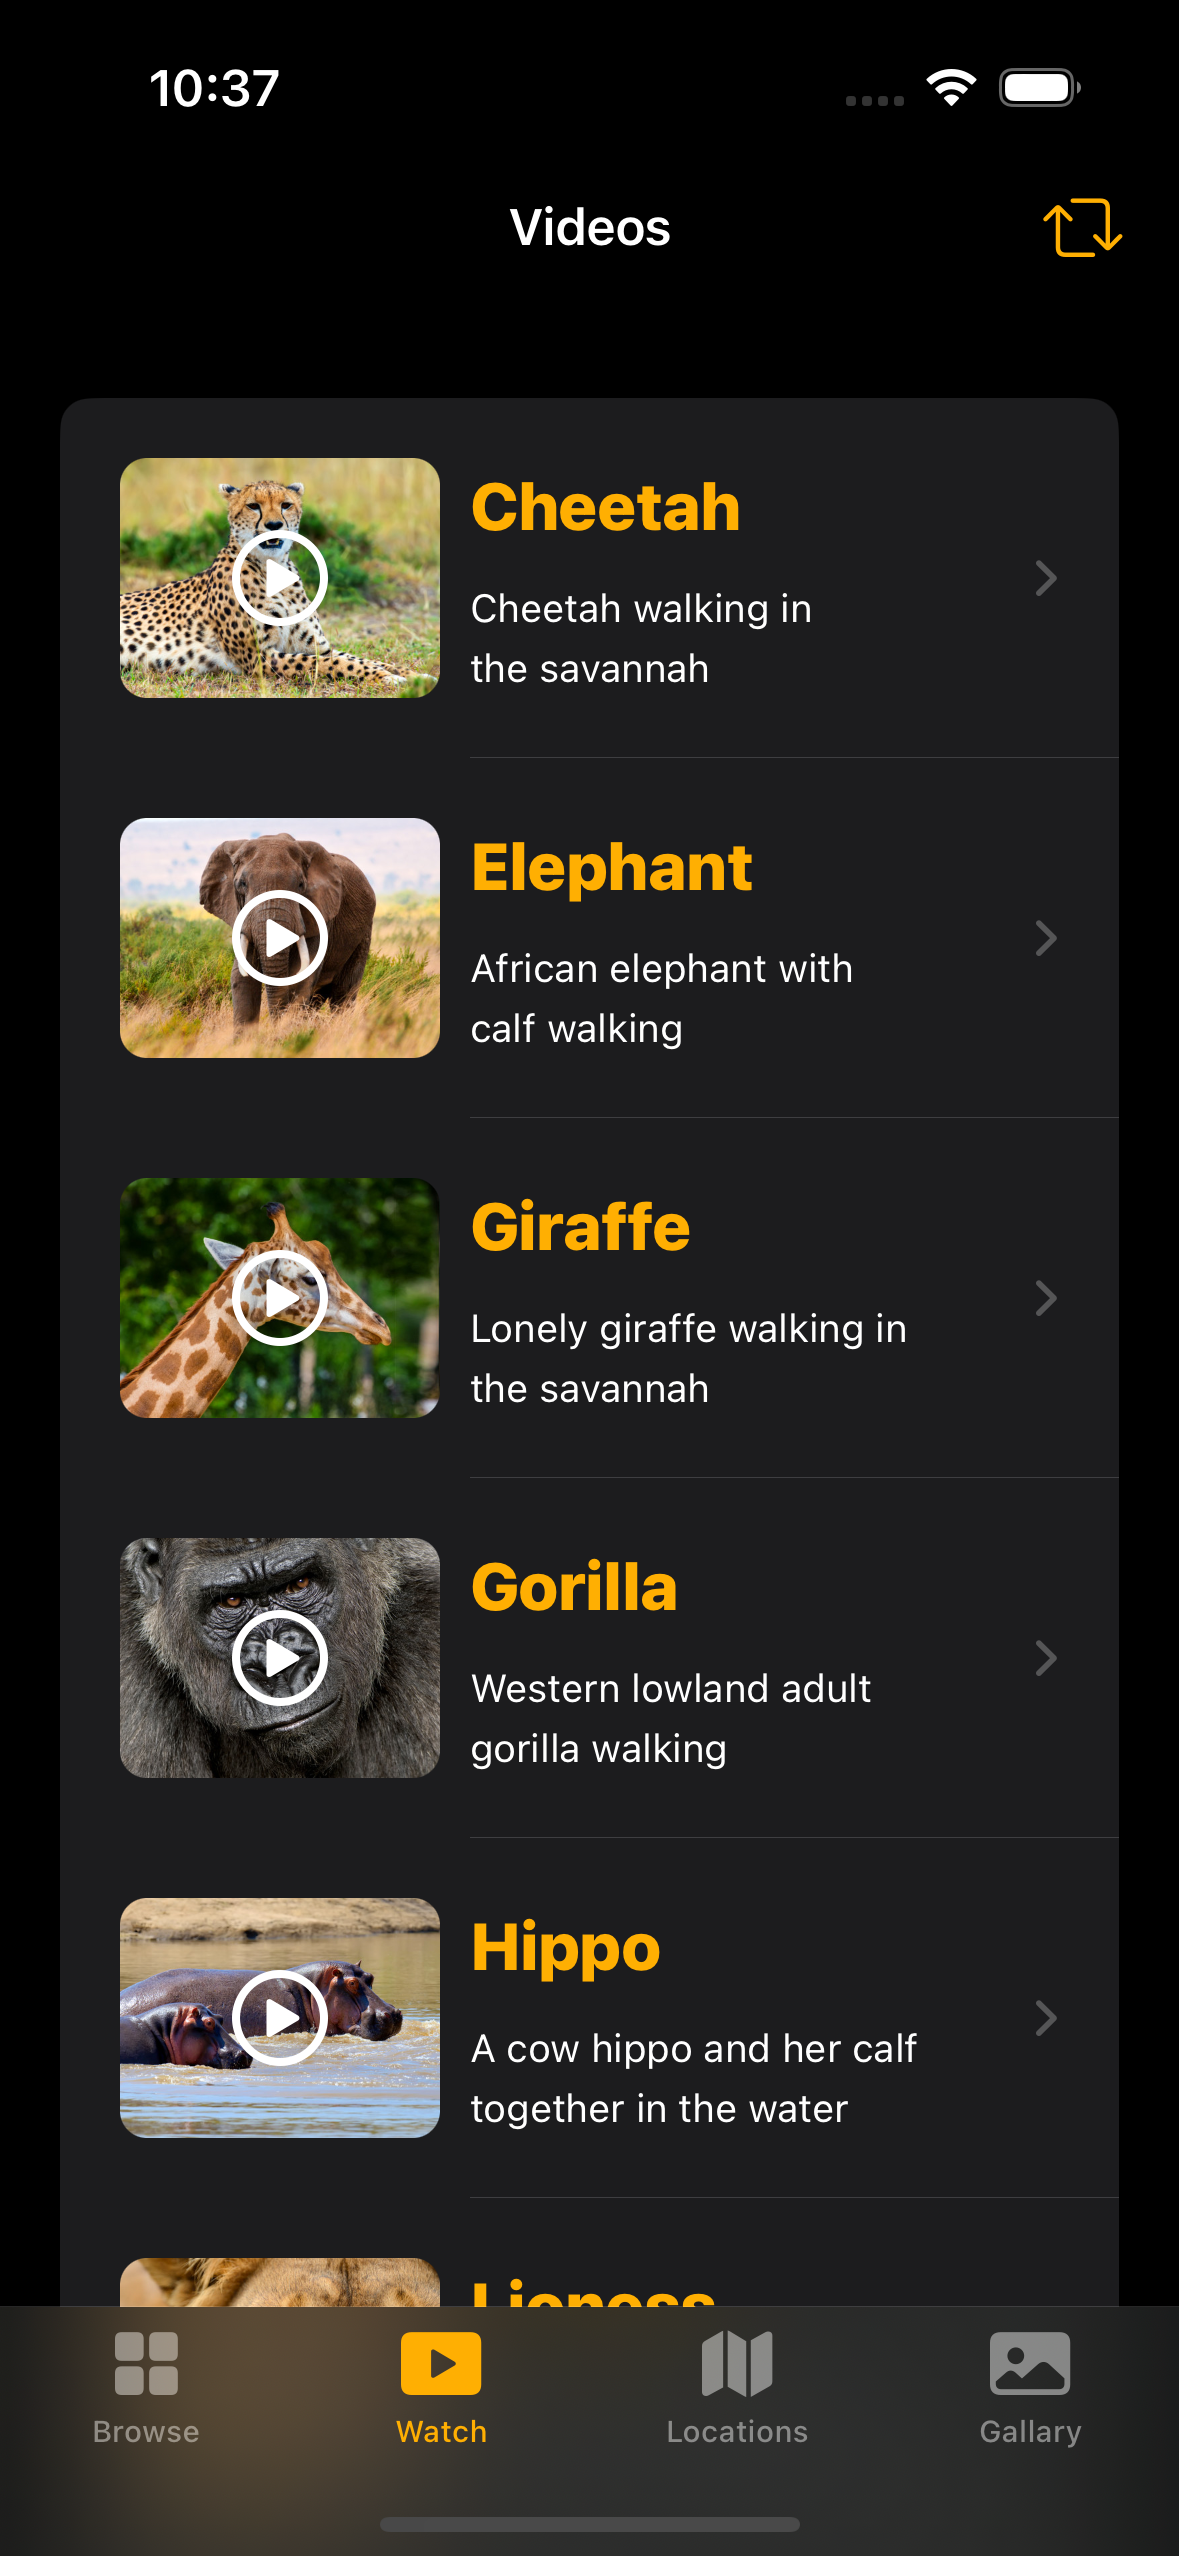 10:37
Videos
Cheetah
Cheetah walking in
the savannah
Elephant
African elephant with
calf walking
Giraffe
Lonely giraffe walking in
the savannah
Gorilla
Western lowland adult
gorilla walking
Hippo
A cow hippo and her calf
together in the water
Lioness
Browse
Watch
Locations
Gallary